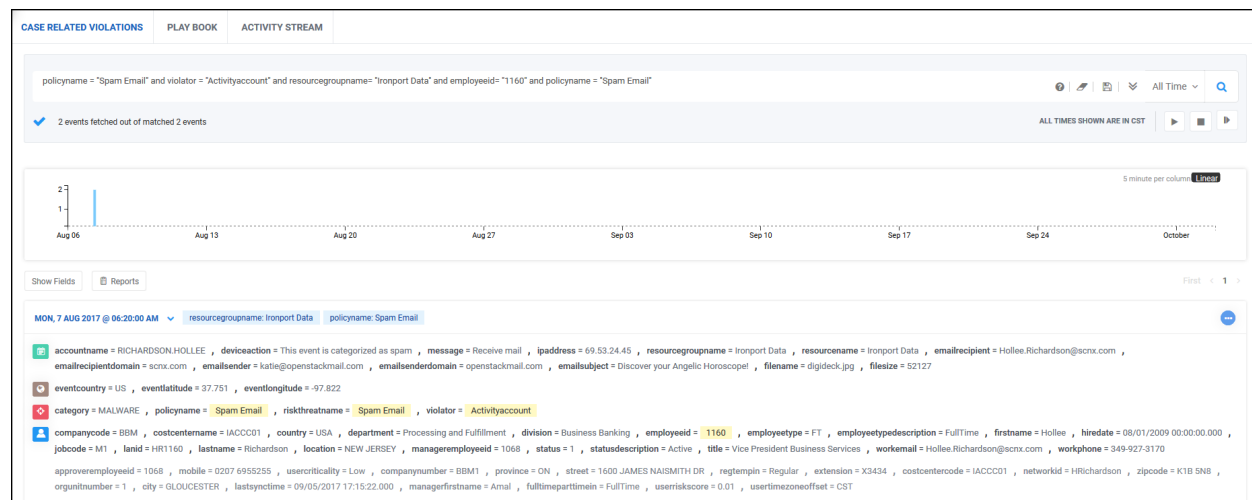 CASE RELATED VIOLATIONS PLAY BOOK ACTIVITY STREAM
policyname = "Spam Email" and violator = "Activityaccount" and resourcegroupname= "Ironport Data" and employeeid= "1160" and policyname = "Spam Email"
All Time
2 events fetched out of matched 2 events
ALL TIMES SHOWN ARE IN CST
5 minute per column Linear
2
1
Aug 06 Aug 13 Aug 20 Aug 27 Sep 03 Sep 10 Sep 17 Sep 24 October
Show Fields Reports First < 1 >
MON, 7 AUG 2017 @ 06:20:00 AM resourcegroupname: Ironport Data policyname: Spam Email
accountname = RICHARDSON.HOLLEE , deviceaction = This event is categorized as spam , message = Receive mail , ipaddress = 69.53.24.45 , resourcegroupname = Ironport Data , resourcename = Ironport Data , emailrecipient = Hollee.Richardson@scnx.com ,
emailrecipientdomain = scnx.com , emailsender = katie@openstackmail.com , emailsenderdomain = openstackmail.com , emailsubject = Discover your Angelic Horoscope! , filename = digideck.jpg , filesize = 52127
eventcountry = US , eventlatitude = 37.751 , eventlongitude = -97.822
category = MALWARE , policyname = Spam Email , riskthreatname = Spam Email , violator = Activityaccount
companycode = BBM , costcentername = IACCC01 , country = USA , department = Processing and Fulfillment , division = Business Banking , employeeid = 1160 , employeetype = FT , employeetypedescription = FullTime , firstname = Hollee , hiredate = 08/01/2009 00:00:00.000 ,
jobcode = M1 , lanid = HR1160 , lastname = Richardson , location = NEW JERSEY , manageremployeeid = 1068 , status = 1 , statusdescription = Active , title = Vice President Business Services , workemail = Hollee.Richardson@scnx.com , workphone = 349-927-3170
approveremployeeid = 1068 , mobile = 0207 6955255 , usercriticality = Low , companynumber = BBM1 , province = ON , street = 1600 JAMES NAISMITH DR , regtempin = Regular , extension = X3434 , costcentercode = IACCC01 , networkid = HRichardson , zipcode = K1B 5N8 ,
orgunitnumber = 1 , city = GLOUCESTER , lastsynctime = 09/05/2017 17:15:22.000 , managerfirstname = Amal , fulltimeparttimein = FullTime , userriskscore = 0.01 , usertimezoneoffset = CST